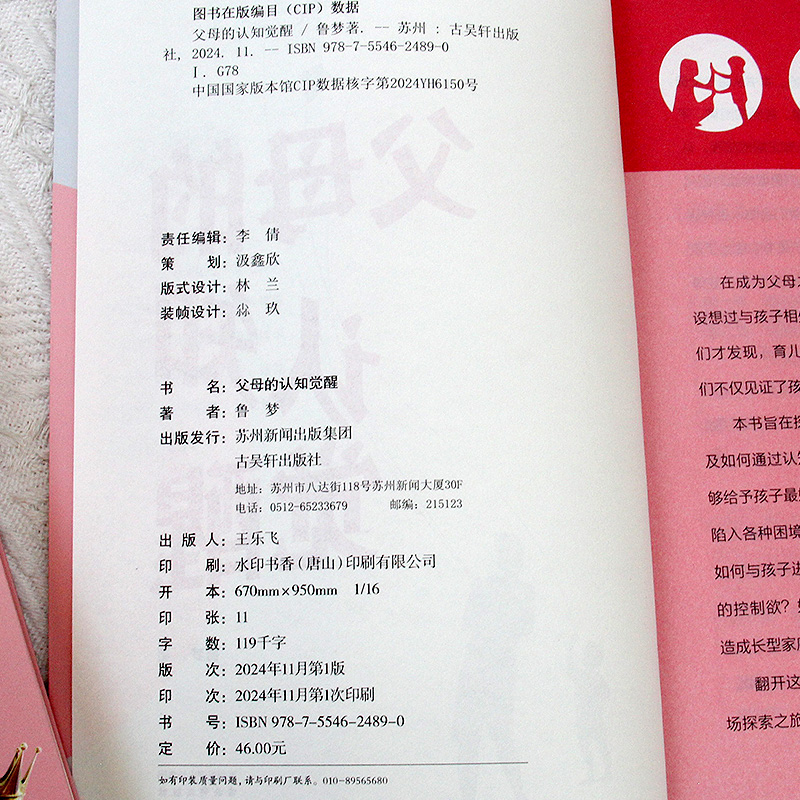 图书在版编目（CIP）数据
父母的认知觉醒 / 鲁梦著. -- 苏州 : 古吴轩出版
社, 2024. 11. -- ISBN 978-7-5546-2489-0
Ⅰ. G78
中国国家版本馆CIP数据核字第2024YH6150号
责任编辑：李 倩
策 划：汲鑫欣
版式设计：林 兰
装帧设计：尛 玖
书 名：父母的认知觉醒
著 者：鲁 梦
出版发行：苏州新闻出版集团
古吴轩出版社
地址：苏州市八达街118号苏州新闻大厦30F
电话：0512-65233679 邮编：215123
出 版 人：王乐飞
印 刷：水印书香（唐山）印刷有限公司
开 本：670mm×950mm 1/16
印 张：11
字 数：119千字
版 次：2024年11月第1版
印 次：2024年11月第1次印刷
书 号：ISBN 978-7-5546-2489-0
定 价：46.00元
如有印装质量问题，请与印刷厂联系。010-89565680
在成为父母
设想过与孩子相
们才发现，育儿
们不仅见证了孩
本书旨在探
及如何通过认知
够给予孩子最
陷入各种困境
如何与孩子进
的控制欲？
造成长型家庭
翻开这
场探索之旅